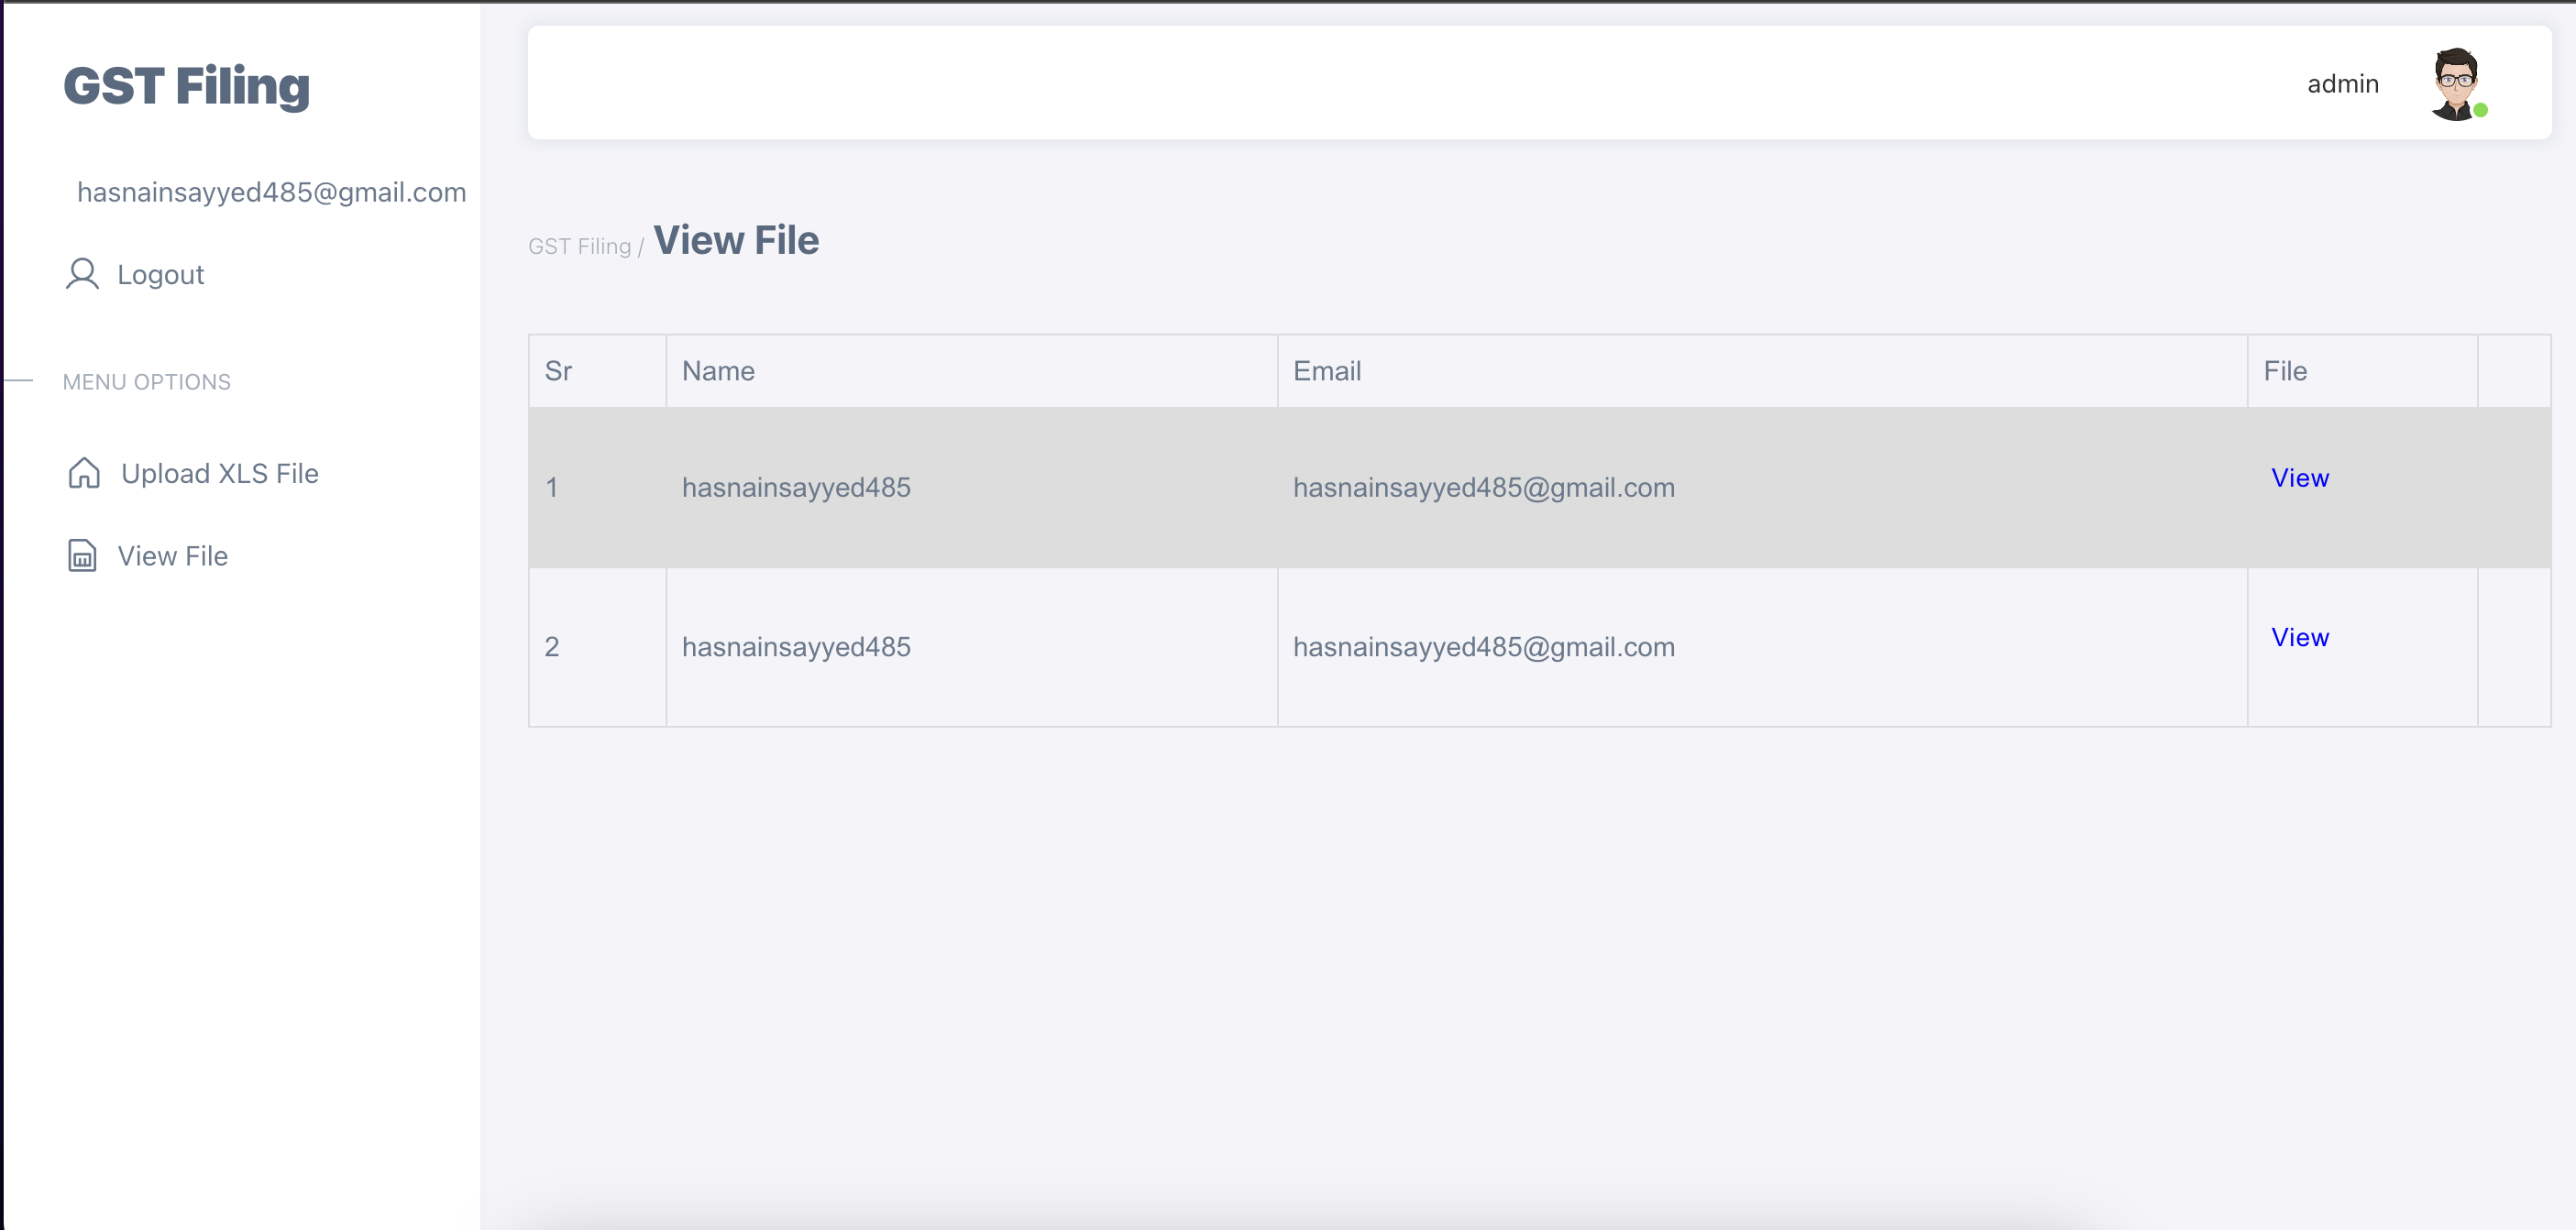 GST Filing
hasnainsayyed485@gmail.com
Logout
MENU OPTIONS
Upload XLS File
View File
admin
GST Filing / View File
Sr Name Email File
1 hasnainsayyed485 hasnainsayyed485@gmail.com View
2 hasnainsayyed485 hasnainsayyed485@gmail.com View